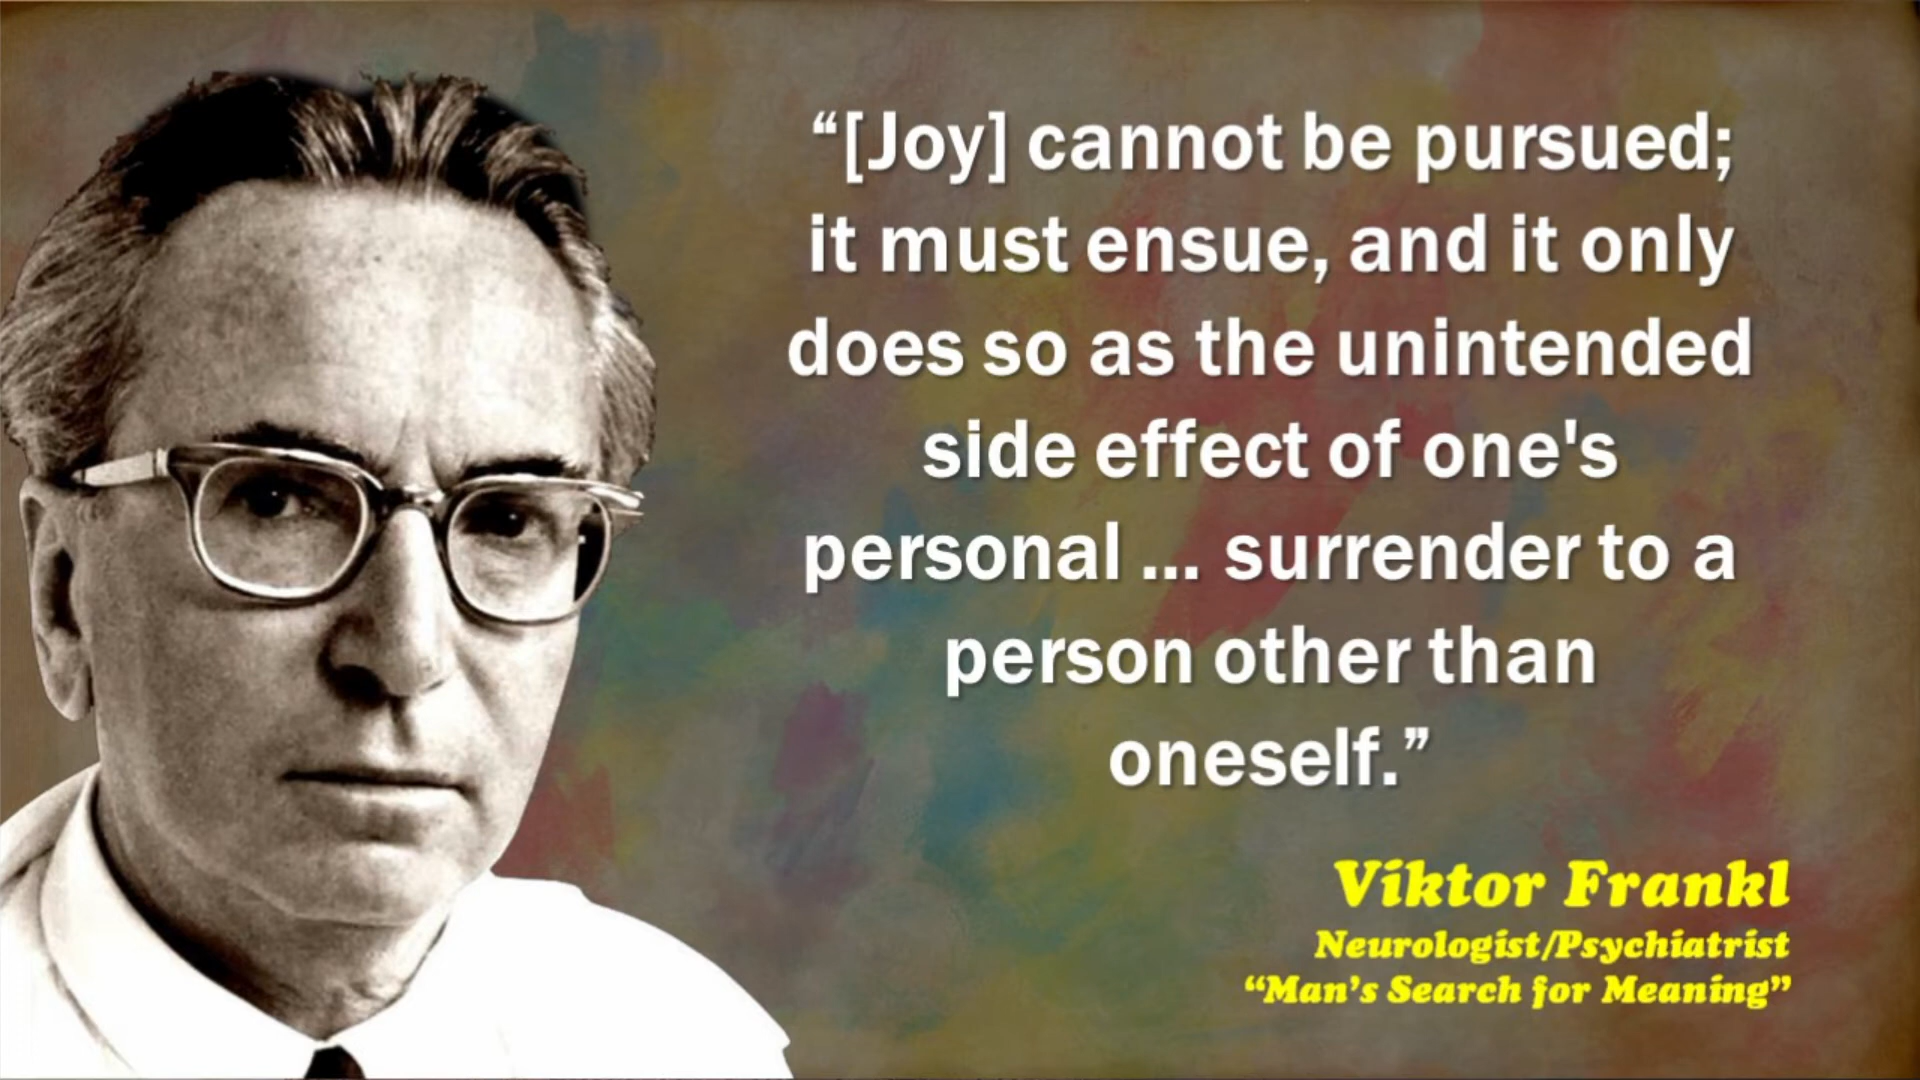 “[Joy] cannot be pursued;
it must ensue, and it only
does so as the unintended
side effect of one's
personal ... surrender to a
person other than
oneself.”
Viktor Frankl
Neurologist/Psychiatrist
“Man’s Search for Meaning”